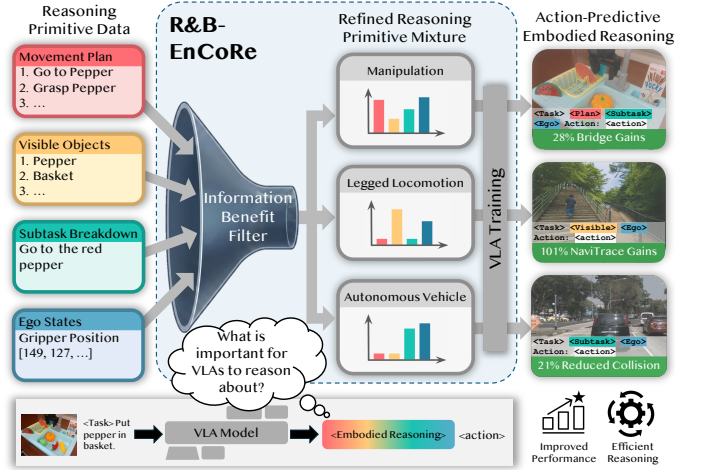 Reasoning
Primitive Data
Movement Plan
1. Go to Pepper
2. Grasp Pepper
3. ...
Visible Objects
1. Pepper
2. Basket
3. ...
Subtask Breakdown
Go to the red
pepper
Ego States
Gripper Position
[149, 127, ...]
R&B-
EnCoRe
Information
Benefit
Filter
Refined Reasoning
Primitive Mixture
Manipulation
Legged Locomotion
Autonomous Vehicle
VLA Training
Action-Predictive
Embodied Reasoning
<Task> <Plan> <Subtask>
<Ego> Action: <action>
28% Bridge Gains
<Task> <Visible> <Ego>
Action: <action>
101% NaviTrace Gains
<Task> <Subtask> <Ego>
Action: <action>
21% Reduced Collision
What is
important for
VLAs to reason
about?
<Task> Put
pepper in
basket.
VLA Model
<Embodied Reasoning>
<action>
Improved
Performance
Efficient
Reasoning